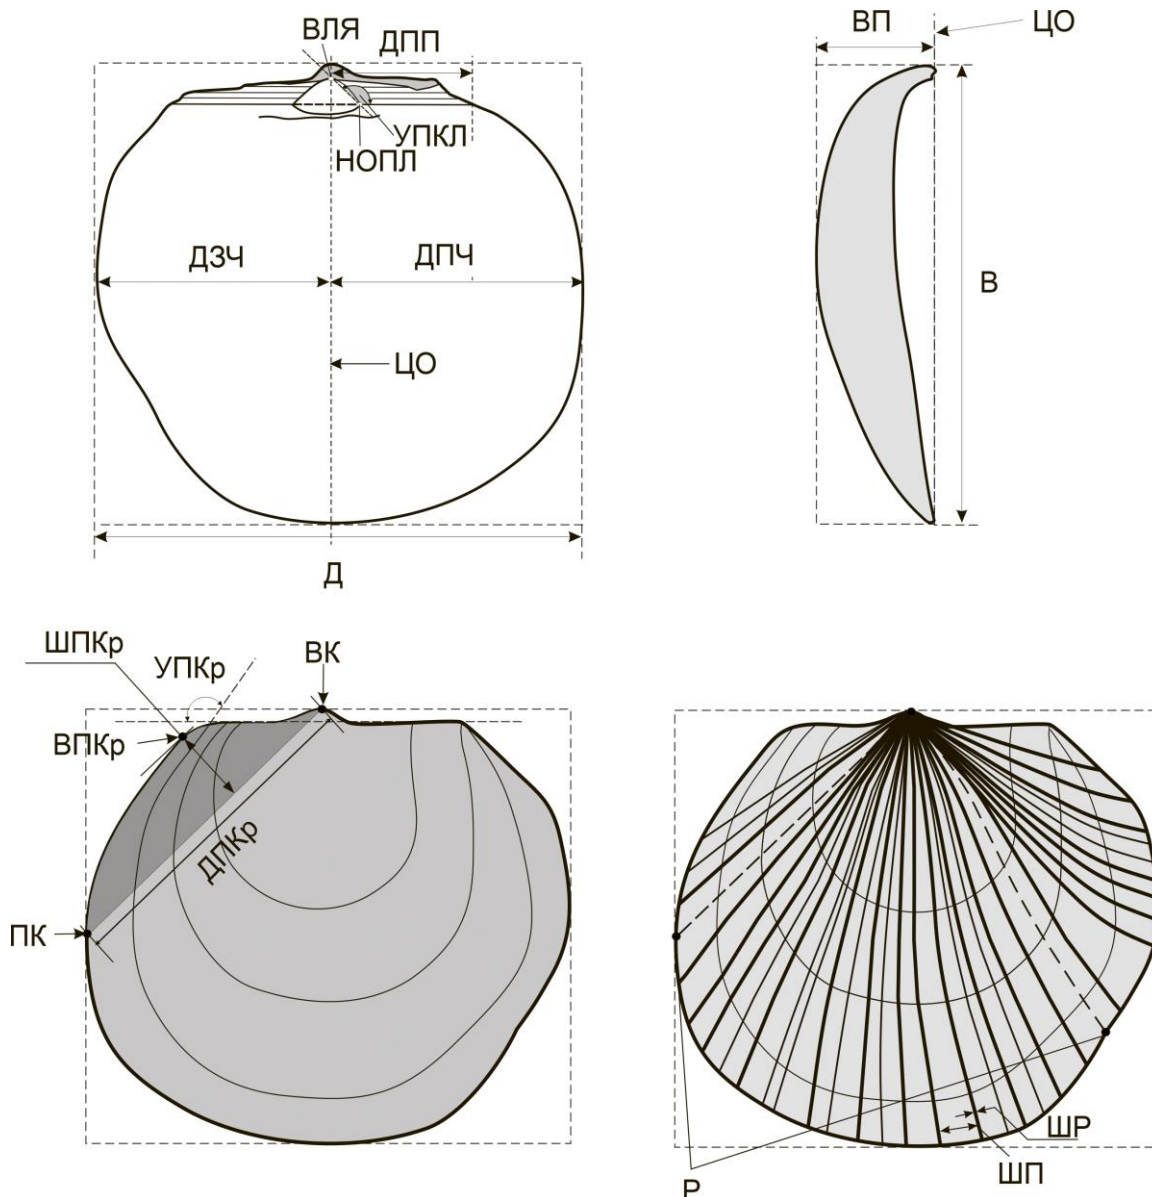 ВЛЯ
ДПП
УПКЛ
НОПЛ
ДЗЧ
ДПЧ
ЦО
Д
ВП
ЦО
В
ШПКр
УПКр
ВК
ВПКр
ДПКр
ПК
ШР
ШП
Р